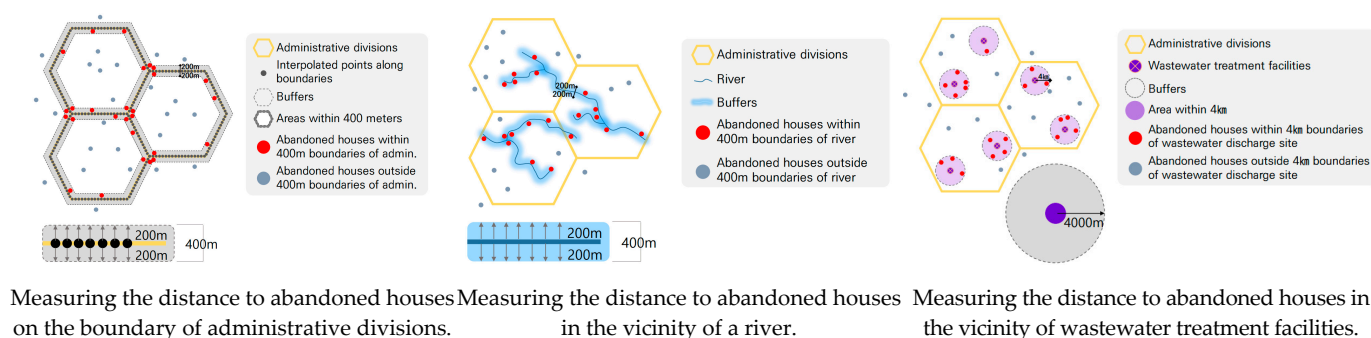 200m
200m
Administrative divisions
Interpolated points along
boundaries
Buffers
Areas within 400 meters
Abandoned houses within
400m boundaries of admin.
Abandoned houses outside
400m boundaries of admin.
200m
200m
400m
Measuring the distance to abandoned houses
on the boundary of administrative divisions.
200m
200m
Administrative divisions
River
Buffers
Abandoned houses within
400m boundaries of river
Abandoned houses outside
400m boundaries of river
200m
200m
400m
Measuring the distance to abandoned houses
in the vicinity of a river.
4㎞
Administrative divisions
Wastewater treatment facilities
Buffers
Area within 4㎞
Abandoned houses within 4㎞ boundaries
of wastewater discharge site
Abandoned houses outside 4㎞ boundaries
of wastewater discharge site
4000m
Measuring the distance to abandoned houses in
the vicinity of wastewater treatment facilities.